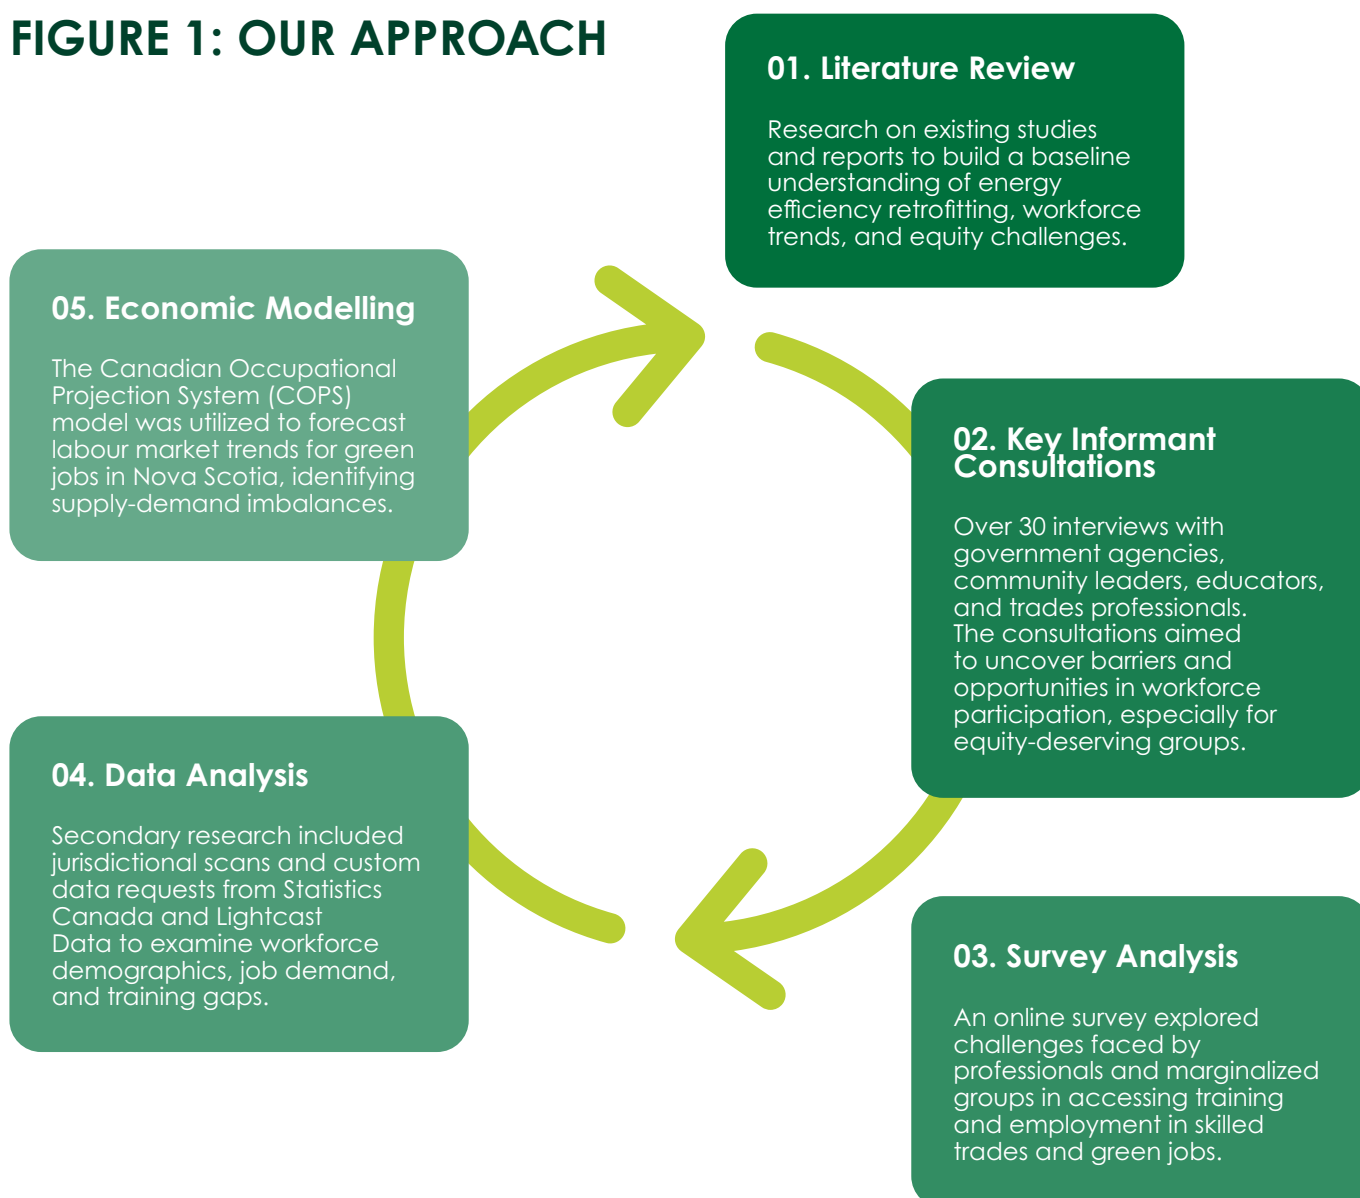 FIGURE 1: OUR APPROACH
01. Literature Review
Research on existing studies
and reports to build a baseline
understanding of energy
efficiency retrofitting, workforce
trends, and equity challenges.
02. Key Informant
Consultations
Over 30 interviews with
government agencies,
community leaders, educators,
and trades professionals.
The consultations aimed
to uncover barriers and
opportunities in workforce
participation, especially for
equity-deserving groups.
03. Survey Analysis
An online survey explored
challenges faced by
professionals and marginalized
groups in accessing training
and employment in skilled
trades and green jobs.
04. Data Analysis
Secondary research included
jurisdictional scans and custom
data requests from Statistics
Canada and Lightcast
Data to examine workforce
demographics, job demand,
and training gaps.
05. Economic Modelling
The Canadian Occupational
Projection System (COPS)
model was utilized to forecast
labour market trends for green
jobs in Nova Scotia, identifying
supply-demand imbalances.